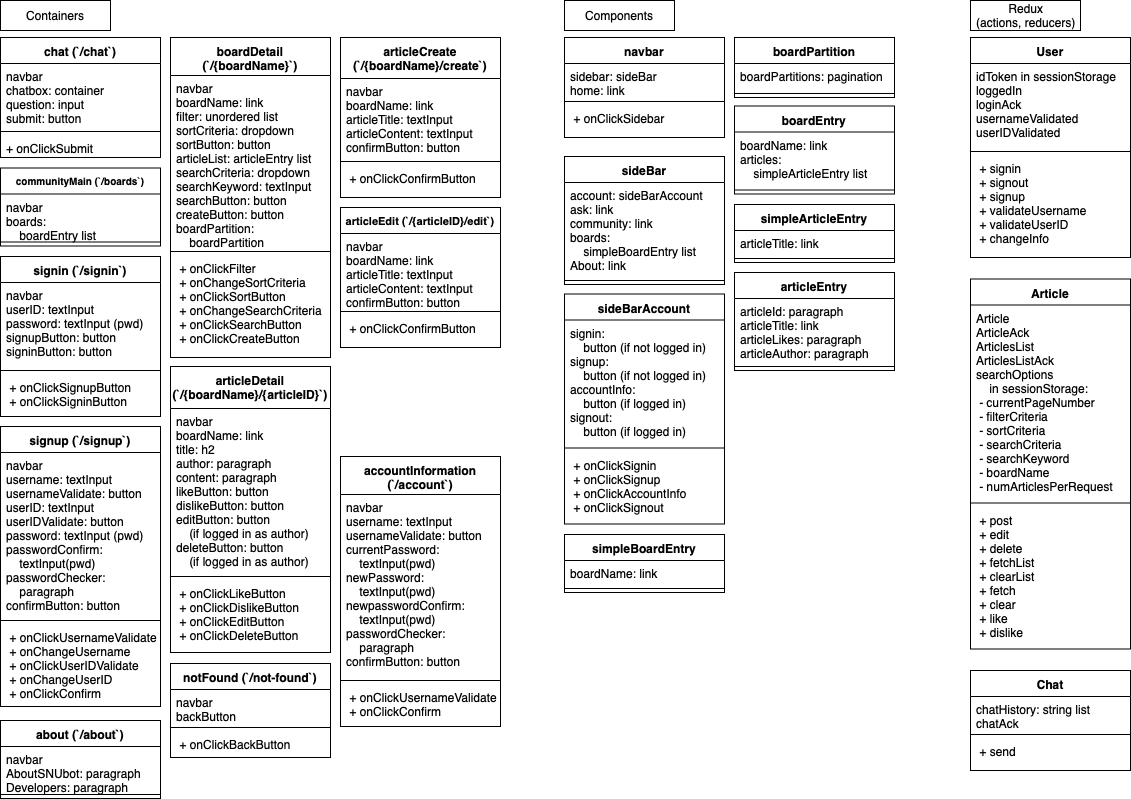 Containers
chat (`/chat`)
navbar
chatbox: container
question: input
submit: button
+ onClickSubmit
communityMain (`/boards`)
navbar
boards:
boardEntry list
signin (`/signin`)
navbar
userID: textInput
password: textInput (pwd)
signupButton: button
signinButton: button
+ onClickSignupButton
+ onClickSigninButton
signup (`/signup`)
navbar
username: textInput
usernameValidate: button
userID: textInput
userIDValidate: button
password: textInput (pwd)
passwordConfirm:
textInput(pwd)
passwordChecker:
paragraph
confirmButton: button
+ onClickUsernameValidate
+ onChangeUsername
+ onClickUserIDValidate
+ onChangeUserID
+ onClickConfirm
about (`/about`)
navbar
AboutSNUbot: paragraph
Developers: paragraph
boardDetail
(`/{boardName}`)
navbar
boardName: link
filter: unordered list
sortCriteria: dropdown
sortButton: button
articleList: articleEntry list
searchCriteria: dropdown
searchKeyword: textInput
searchButton: button
createButton: button
boardPartition:
boardPartition
+ onClickFilter
+ onChangeSortCriteria
+ onClickSortButton
+ onChangeSearchCriteria
+ onClickSearchButton
+ onClickCreateButton
articleDetail
(`/{boardName}/{articleID}`)
navbar
boardName: link
title: h2
author: paragraph
content: paragraph
likeButton: button
dislikeButton: button
editButton: button
(if logged in as author)
deleteButton: button
(if logged in as author)
+ onClickLikeButton
+ onClickDislikeButton
+ onClickEditButton
+ onClickDeleteButton
notFound (`/not-found`)
navbar
backButton
+ onClickBackButton
articleCreate
(`/{boardName}/create`)
navbar
boardName: link
articleTitle: textInput
articleContent: textInput
confirmButton: button
+ onClickConfirmButton
articleEdit (`/{articleID}/edit`)
navbar
boardName: link
articleTitle: textInput
articleContent: textInput
confirmButton: button
+ onClickConfirmButton
accountInformation
(`/account`)
navbar
username: textInput
usernameValidate: button
currentPassword:
textInput(pwd)
newPassword:
textInput(pwd)
newpasswordConfirm:
textInput(pwd)
passwordChecker:
paragraph
confirmButton: button
+ onClickUsernameValidate
+ onClickConfirm
Components
navbar
sidebar: sideBar
home: link
+ onClickSidebar
sideBar
account: sideBarAccount
ask: link
community: link
boards:
simpleBoardEntry list
About: link
sideBarAccount
signin:
button (if not logged in)
signup:
button (if not logged in)
accountInfo:
button (if logged in)
signout:
button (if logged in)
+ onClickSignin
+ onClickSignup
+ onClickAccountInfo
+ onClickSignout
simpleBoardEntry
boardName: link
boardPartition
boardPartitions: pagination
boardEntry
boardName: link
articles:
simpleArticleEntry list
simpleArticleEntry
articleTitle: link
articleEntry
articleId: paragraph
articleTitle: link
articleLikes: paragraph
articleAuthor: paragraph
Redux
(actions, reducers)
User
idToken in sessionStorage
loggedIn
loginAck
usernameValidated
userIDValidated
+ signin
+ signout
+ signup
+ validateUsername
+ validateUserID
+ changeInfo
Article
Article
ArticleAck
ArticlesList
ArticlesListAck
searchOptions
in sessionStorage:
- currentPageNumber
- filterCriteria
- sortCriteria
- searchCriteria
- searchKeyword
- boardName
- numArticlesPerRequest
+ post
+ edit
+ delete
+ fetchList
+ clearList
+ fetch
+ clear
+ like
+ dislike
Chat
chatHistory: string list
chatAck
+ send